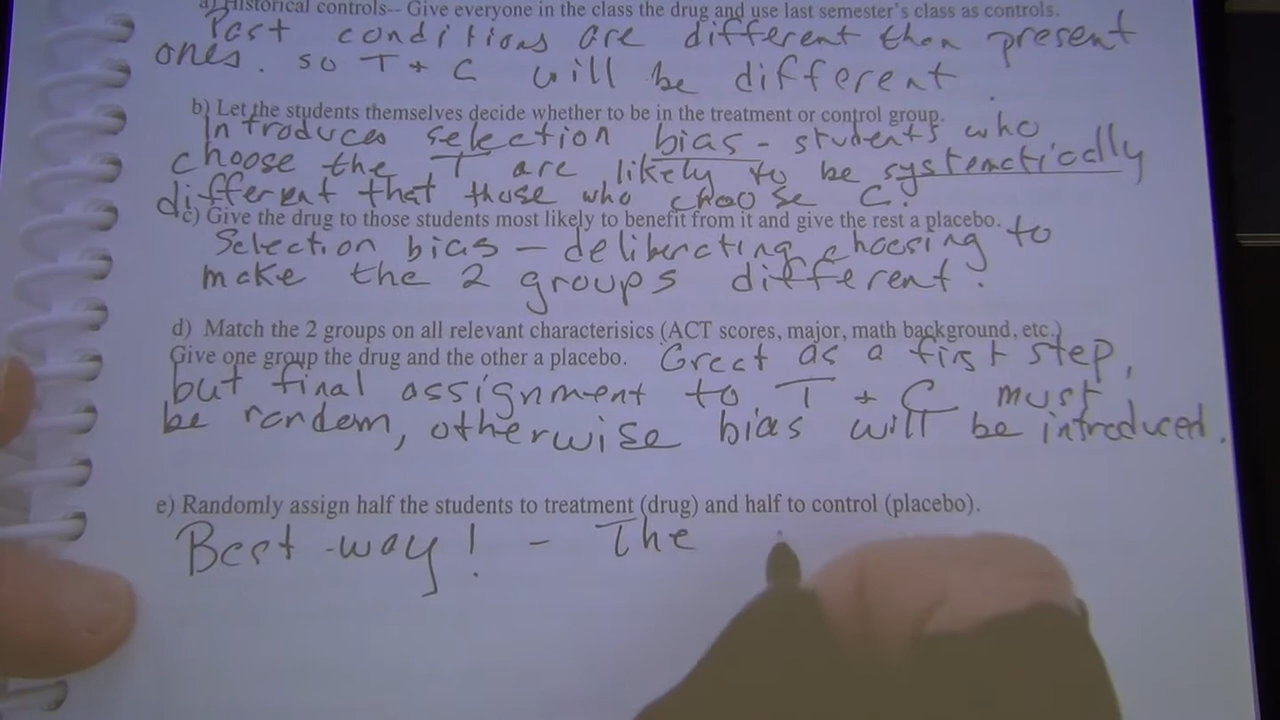 a) Historical controls-- Give everyone in the class the drug and use last semester's class as controls.
Past conditions are different than present
ones. so T + C will be different.
b) Let the students themselves decide whether to be in the treatment or control group.
Introduces selection bias - students who
choose the T are likely to be systematically
different that those who choose C.
c) Give the drug to those students most likely to benefit from it and give the rest a placebo.
Selection bias — deliberating choosing to
make the 2 groups different.
d) Match the 2 groups on all relevant characterisics (ACT scores, major, math background, etc.)
Give one group the drug and the other a placebo. Great as a first step,
but final assignment to T + C must
be random, otherwise bias will be introduced.
e) Randomly assign half the students to treatment (drug) and half to control (placebo).
Best way! - The